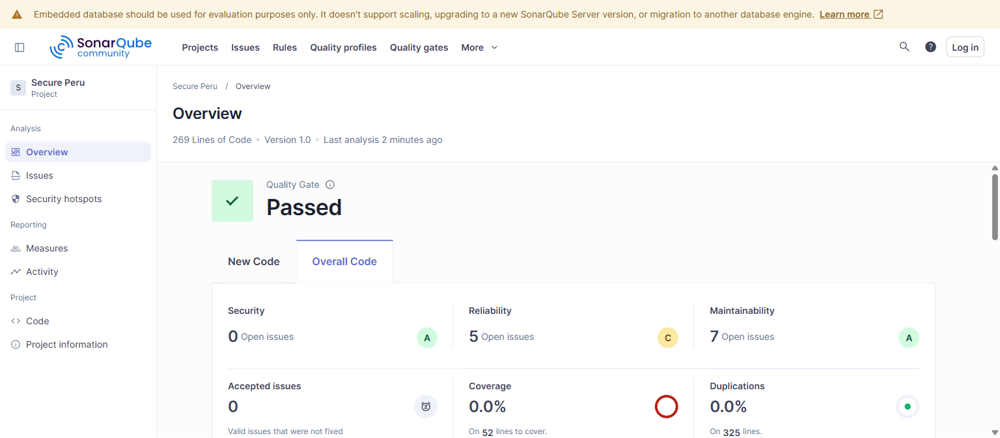 Embedded database should be used for evaluation purposes only. It doesn't support scaling, upgrading to a new SonarQube Server version, or migration to another database engine. Learn more
SonarQube community
Projects Issues Rules Quality profiles Quality gates More
? Log in
S Secure Peru
Project
Analysis
Overview
Issues
Security hotspots
Reporting
Measures
Activity
Project
Code
Project information
Secure Peru / Overview
Overview
269 Lines of Code • Version 1.0 • Last analysis 2 minutes ago
Quality Gate
Passed
New Code Overall Code
Security
0 Open issues A
Reliability
5 Open issues C
Maintainability
7 Open issues A
Accepted issues
0
Valid issues that were not fixed
Coverage
0.0%
On 52 lines to cover.
Duplications
0.0%
On 325 lines.